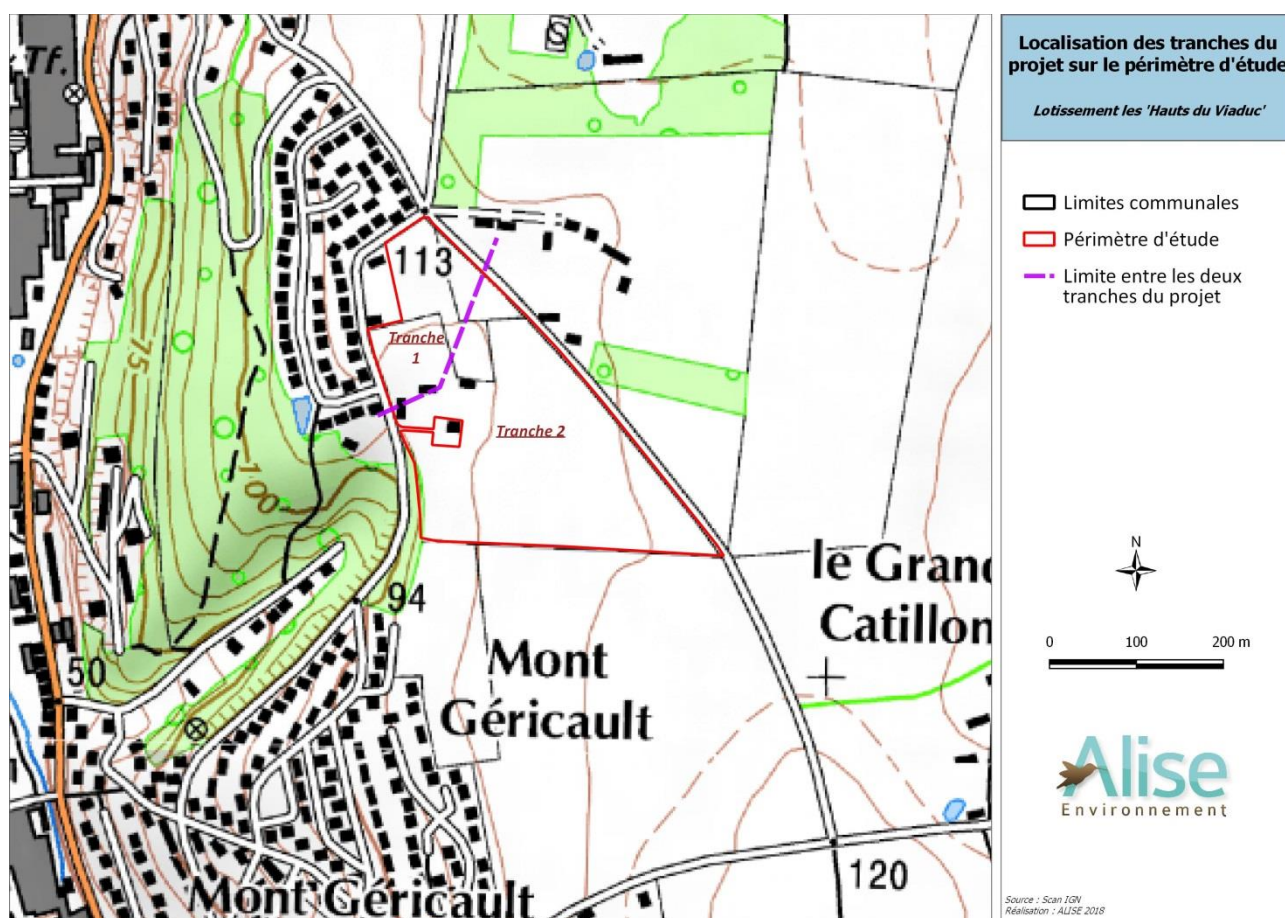 Localisation des tranches du
projet sur le périmètre d'étude
Lotissement les 'Hauts du Viaduc'
Limites communales
Périmètre d'étude
Limite entre les deux
tranches du projet
N
0 100 200 m
Alise
Environnement
Source : Scan IGN
Réalisation : ALISE 2018
Tf.
S
113
Tranche
1
75
Tranche 2
100
le Grand
Catillon
94
Mont
Géricault
50
Mont Géricault
120